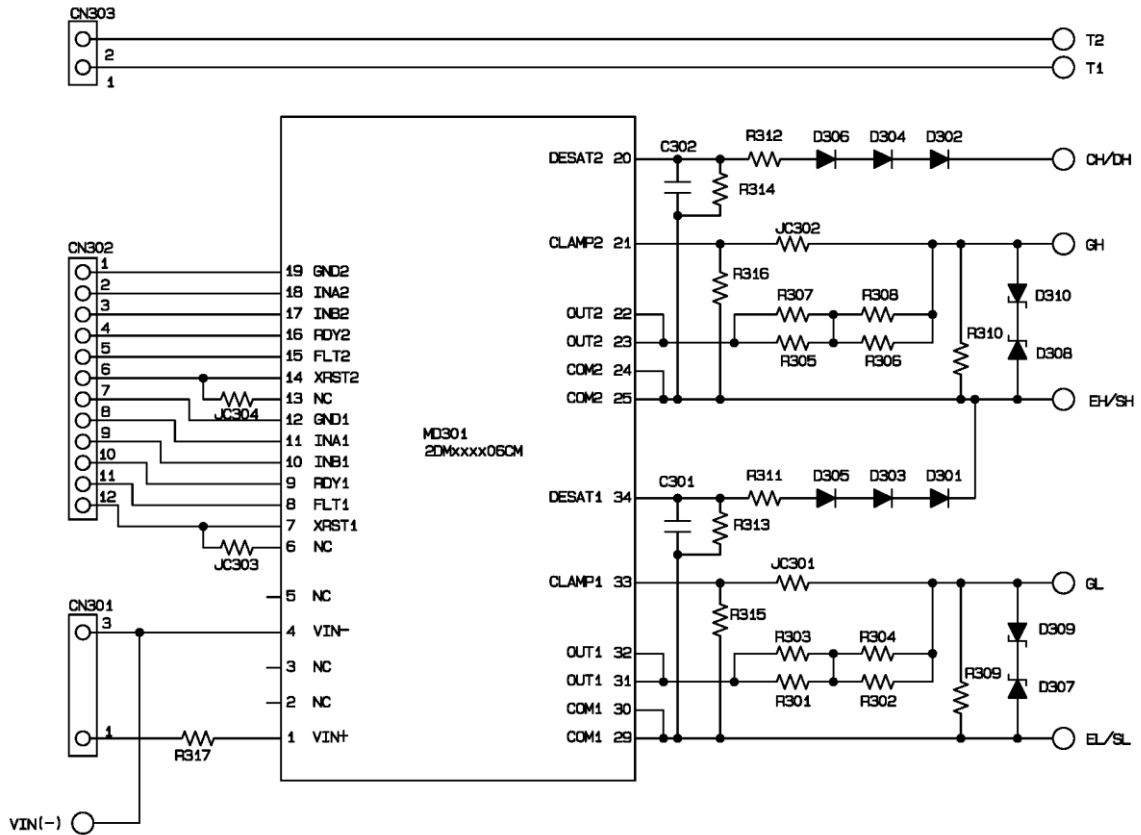 CN303
2
1
T2
T1
CN302
1
2
3
4
5
6
7
8
9
10
11
12
JC304
JC303
CN301
3
1
R317
VIN(-)
19 GND2
18 INA2
17 INB2
16 RDY2
15 FLT2
14 XRST2
13 NC
12 GND1
11 INA1
10 INB1
9 RDY1
8 FLT1
7 XRST1
6 NC
5 NC
4 VIN-
3 NC
2 NC
1 VIN+
MD301
2DMxxxx06CM
DESAT2 20
CLAMP2 21
OUT2 22
OUT2 23
COM2 24
COM2 25
DESAT1 34
CLAMP1 33
OUT1 32
OUT1 31
COM1 30
COM1 29
C302
R312
D306
D304
D302
R314
CH/DH
JC302
GH
R316
R307
R308
R305
R306
R310
D310
D308
EH/SH
C301
R311
D305
D303
D301
R313
JC301
GL
R315
R303
R304
R301
R302
R309
D309
D307
EL/SL